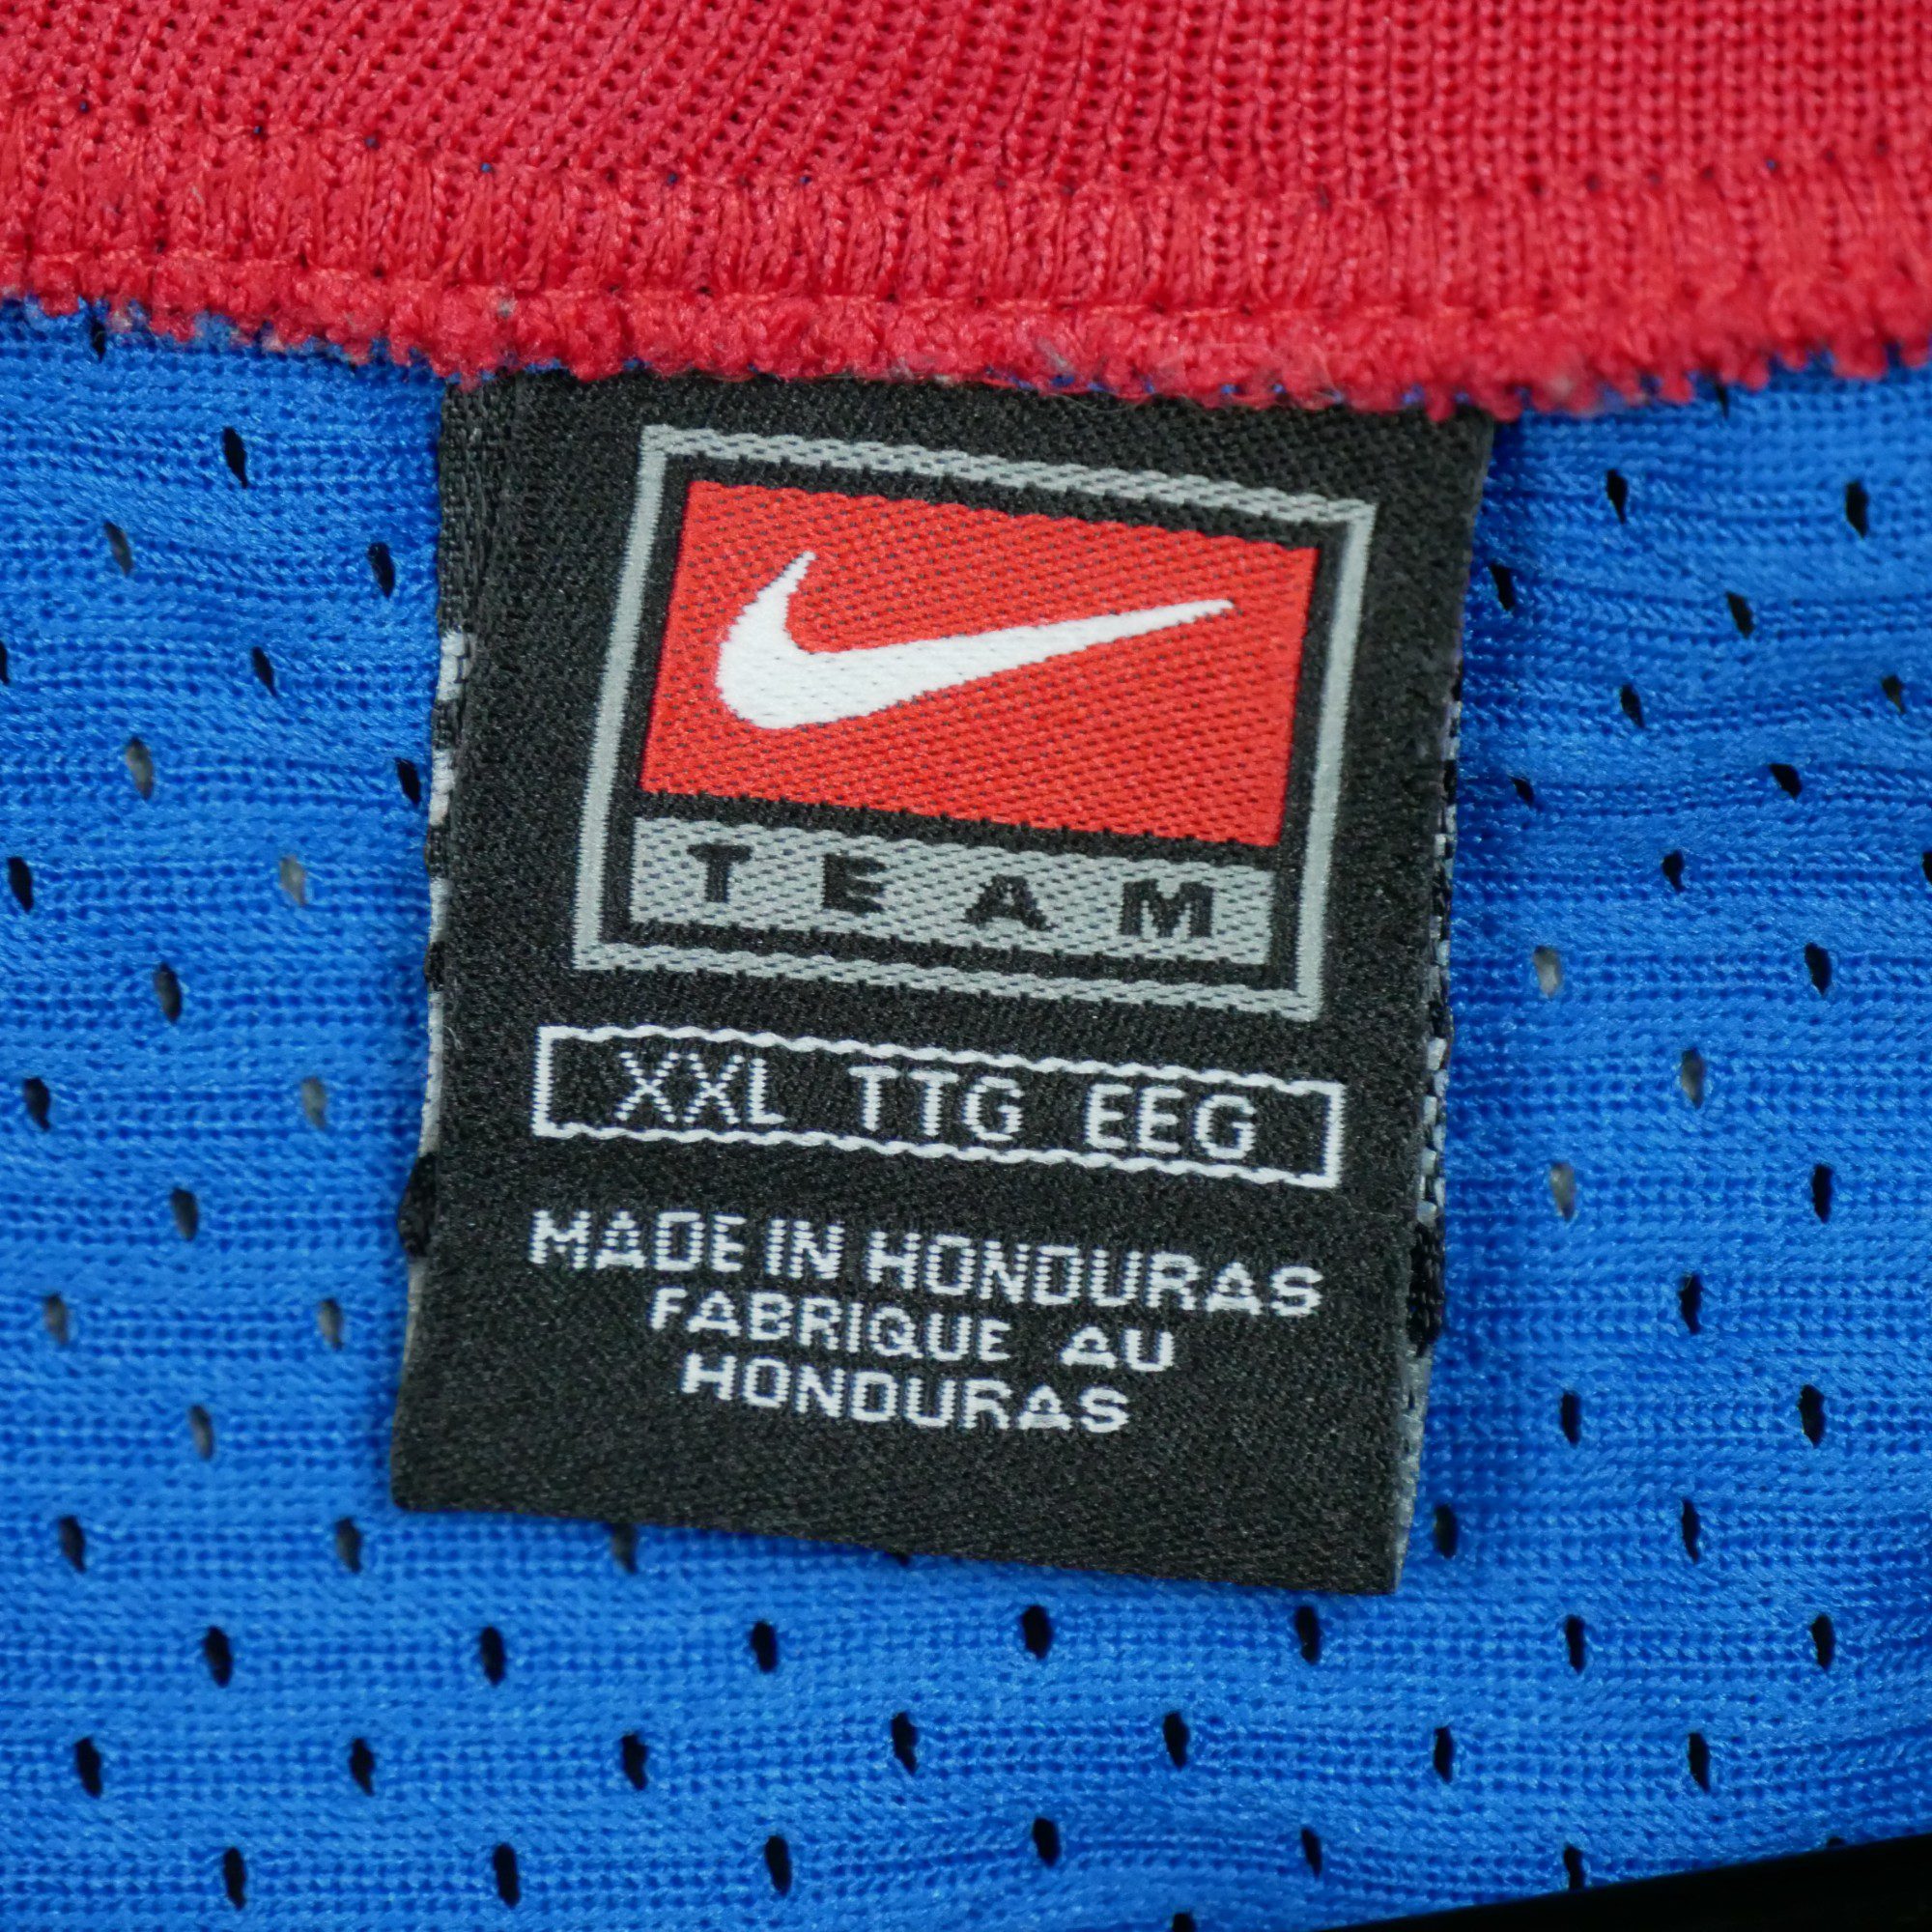 TEAM
XXL TTG EEG
MADE IN HONDURAS
FABRIQUE AU
HONDURAS